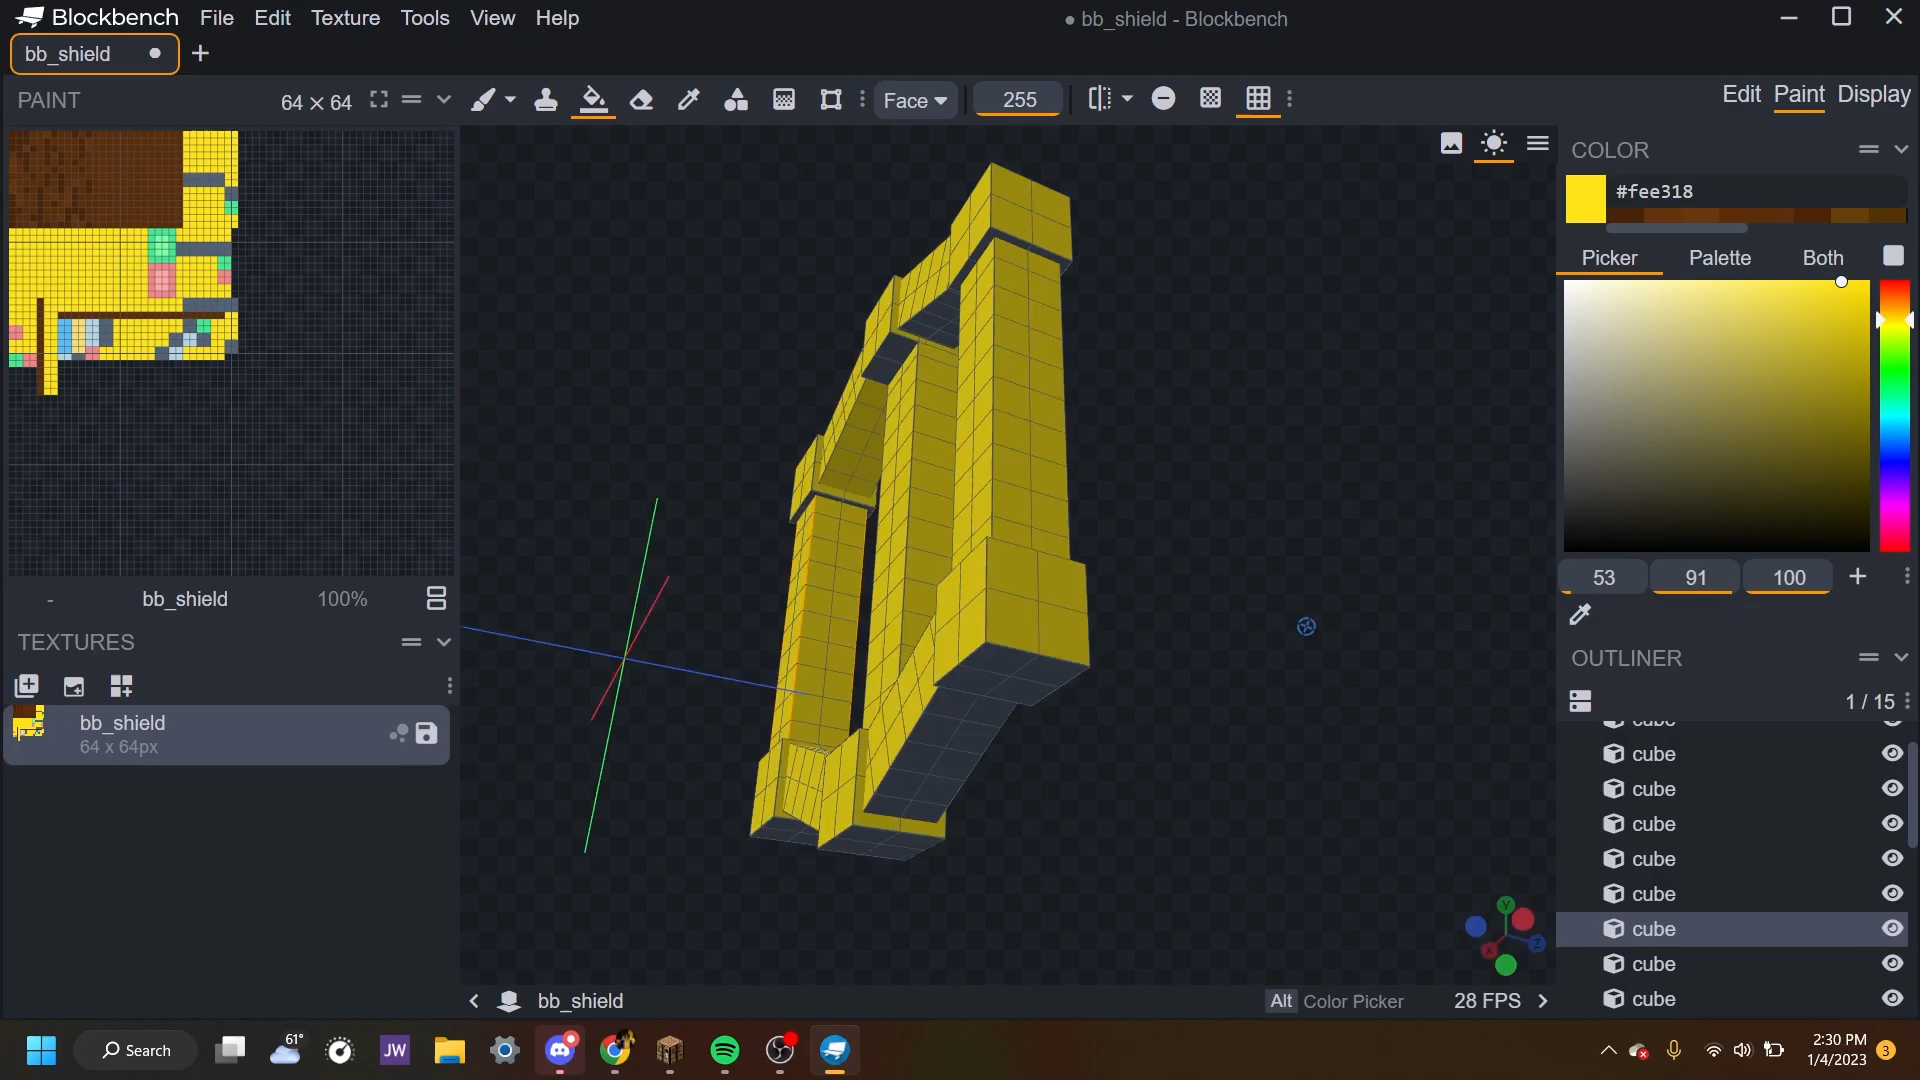 Blockbench File Edit Texture Tools View Help
● bb_shield - Blockbench
bb_shield
PAINT
64 × 64
Face
255
Edit Paint Display
COLOR
#fee318
Picker Palette Both
53 91 100
- bb_shield 100%
TEXTURES
bb_shield
64 x 64px
OUTLINER
1 / 15
cube
cube
cube
cube
cube
cube
cube
cube
cube
Y
X
Z
bb_shield
Alt Color Picker
28 FPS
61°
Search
JW
2:30 PM
1/4/2023
3